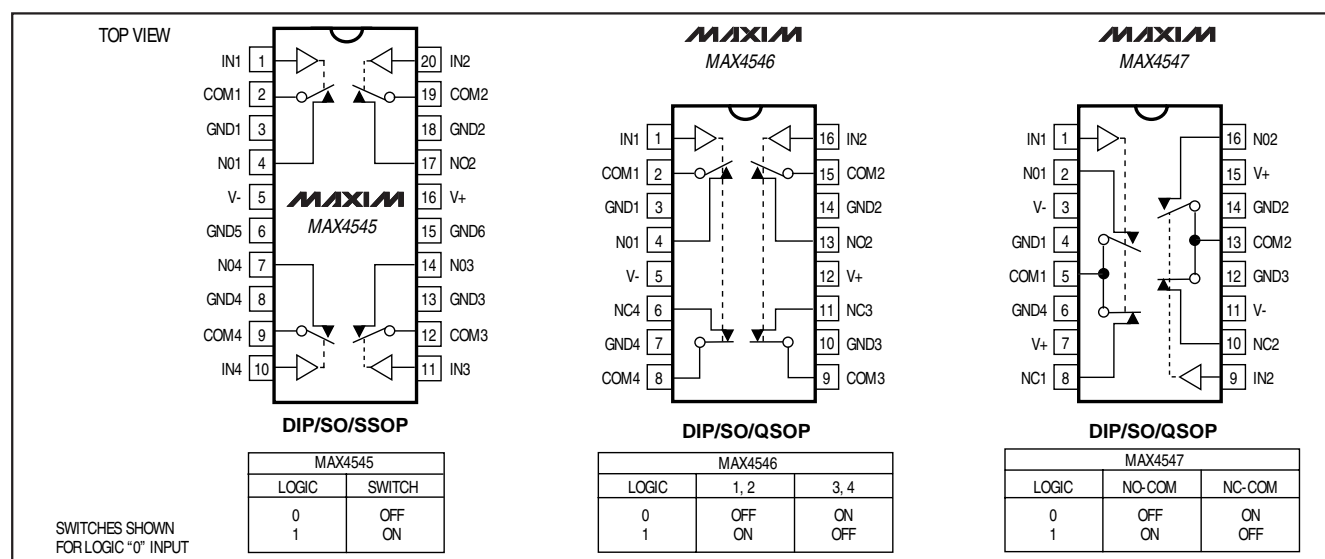 TOP VIEW
IN1 1 20 IN2
COM1 2 19 COM2
GND1 3 18 GND2
N01 4 17 NO2
V- 5 16 V+
MAXIM
MAX4545
GND5 6 15 GND6
N04 7 14 N03
GND4 8 13 GND3
COM4 9 12 COM3
IN4 10 11 IN3
DIP/SO/SSOP
MAX4545
LOGIC SWITCH
0 OFF
1 ON
SWITCHES SHOWN
FOR LOGIC “0” INPUT
MAXIM
MAX4546
IN1 1 16 IN2
COM1 2 15 COM2
GND1 3 14 GND2
N01 4 13 NO2
V- 5 12 V+
NC4 6 11 NC3
GND4 7 10 GND3
COM4 8 9 COM3
DIP/SO/QSOP
MAX4546
LOGIC 1, 2 3, 4
0 OFF ON
1 ON OFF
MAXIM
MAX4547
IN1 1 16 N02
N01 2 15 V+
V- 3 14 GND2
GND1 4 13 COM2
COM1 5 12 GND3
GND4 6 11 V-
V+ 7 10 NC2
NC1 8 9 IN2
DIP/SO/QSOP
MAX4547
LOGIC NO-COM NC-COM
0 OFF ON
1 ON OFF